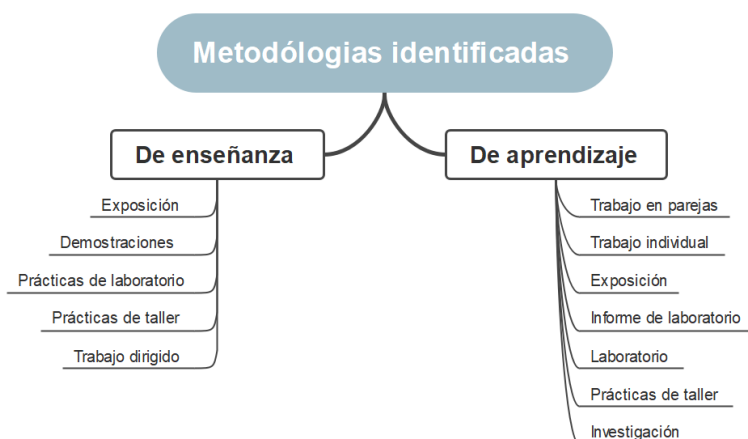 Metodólogias identificadas
De enseñanza
Exposición
Demostraciones
Prácticas de laboratorio
Prácticas de taller
Trabajo dirigido
De aprendizaje
Trabajo en parejas
Trabajo individual
Exposición
Informe de laboratorio
Laboratorio
Prácticas de taller
Investigación